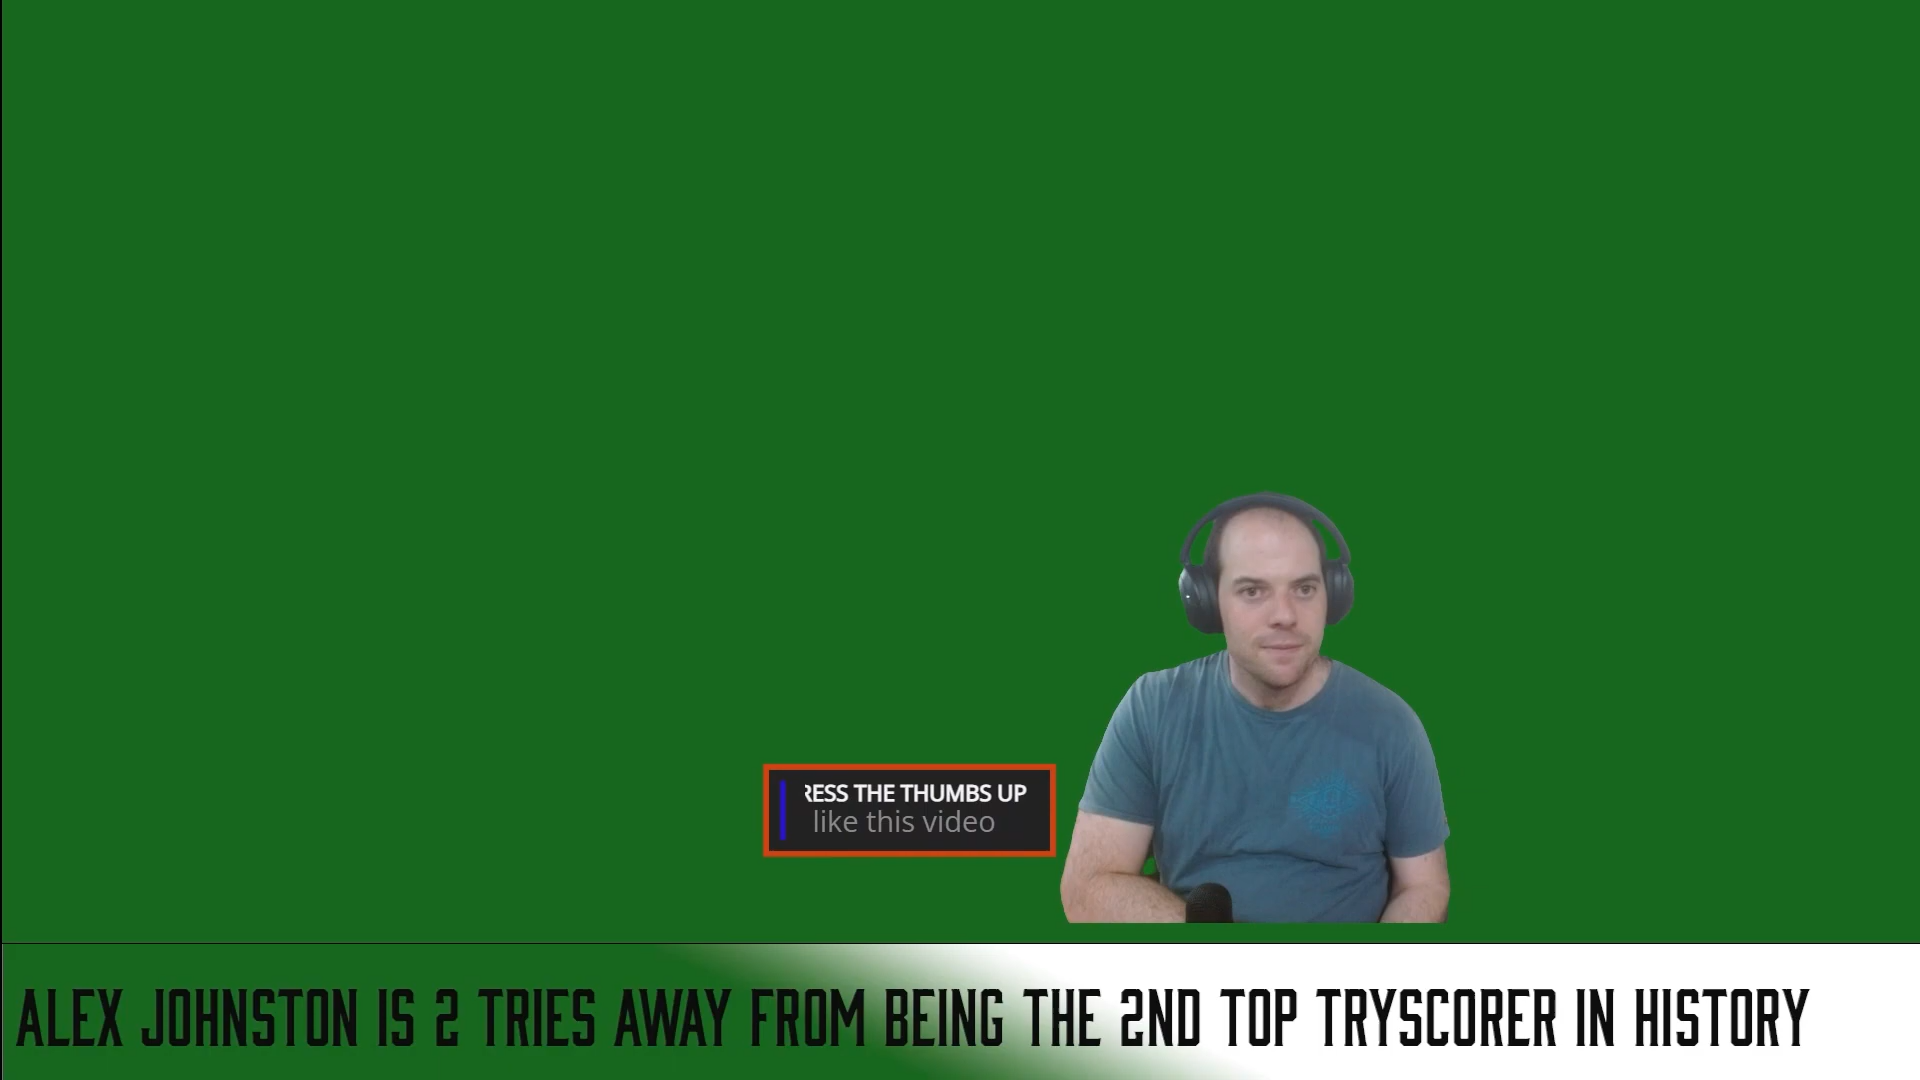 RESS THE THUMBS UP
like this video
ALEX JOHNSTON IS 2 TRIES AWAY FROM BEING THE 2ND TOP TRYSCORER IN HISTORY